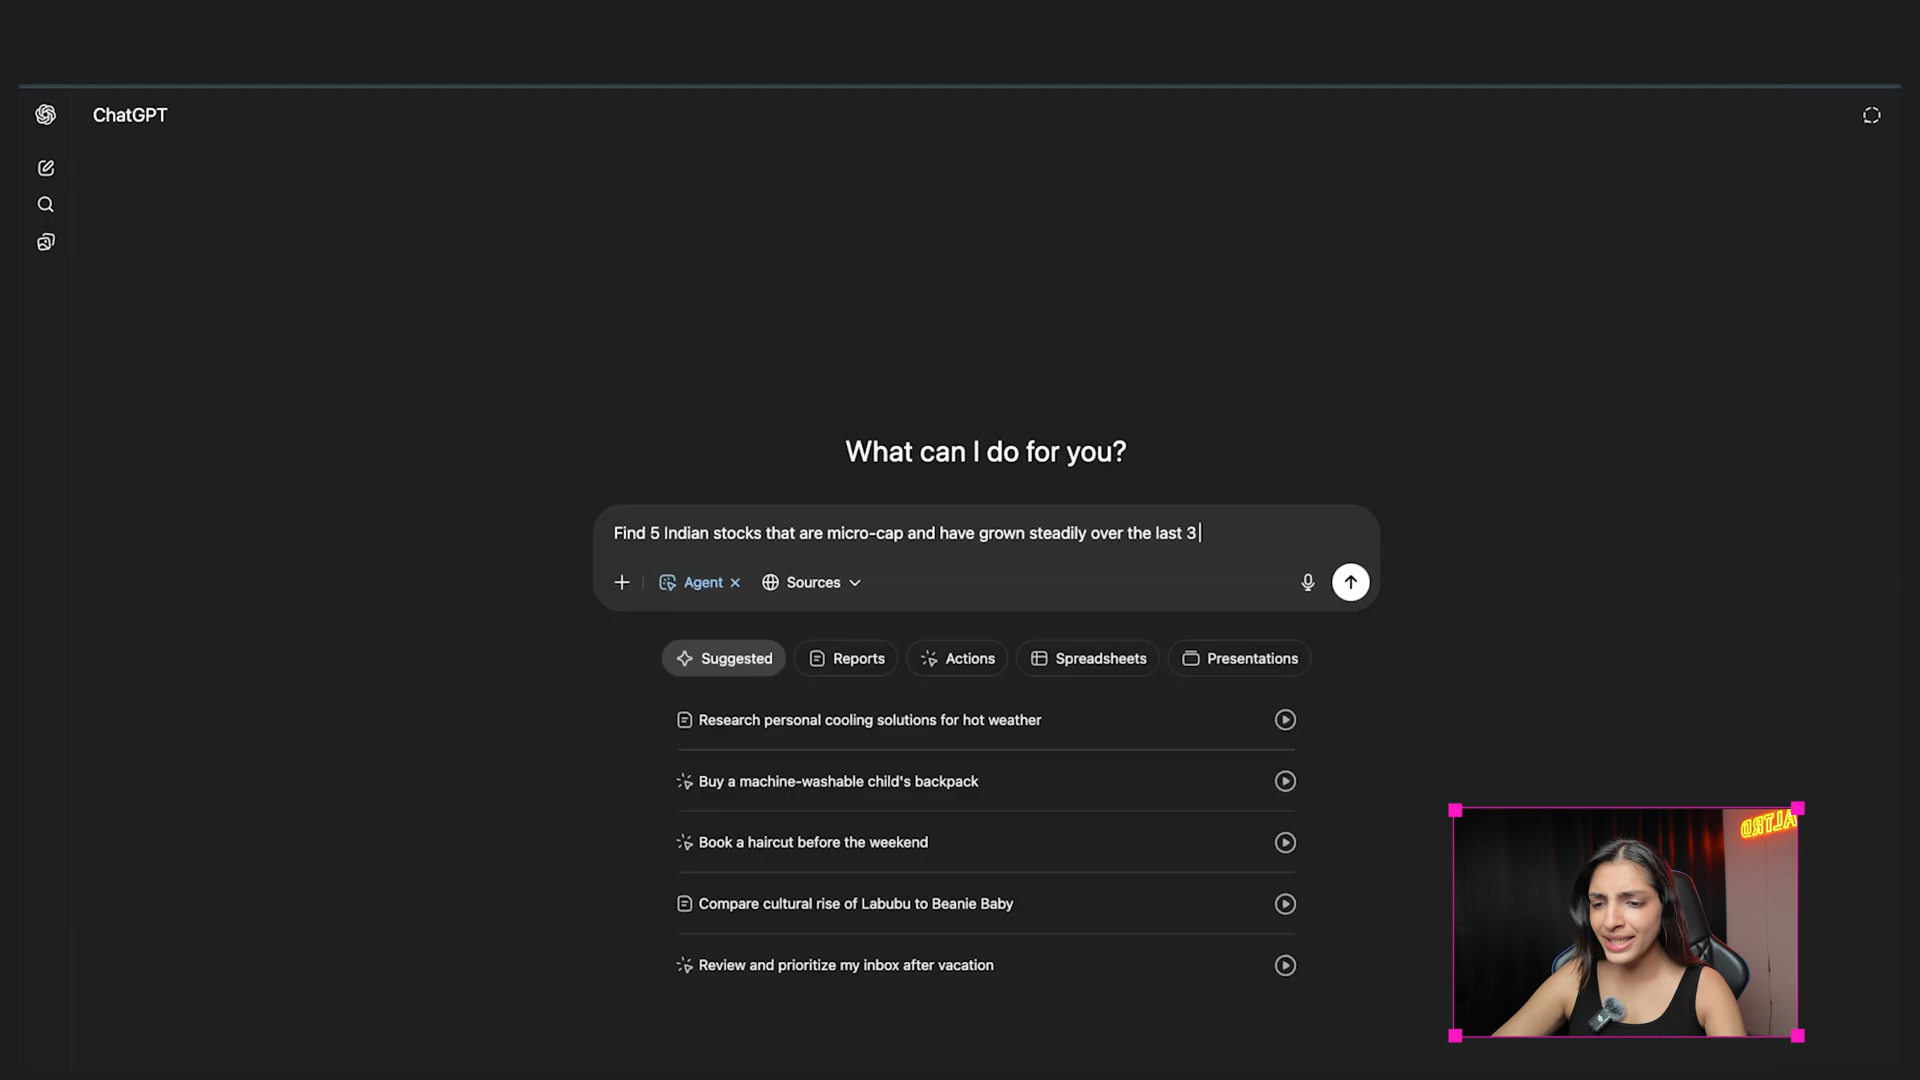 ChatGPT
What can I do for you?
Find 5 Indian stocks that are micro-cap and have grown steadily over the last 3
Agent
Sources
Suggested
Reports
Actions
Spreadsheets
Presentations
Research personal cooling solutions for hot weather
Buy a machine-washable child's backpack
Book a haircut before the weekend
Compare cultural rise of Labubu to Beanie Baby
Review and prioritize my inbox after vacation